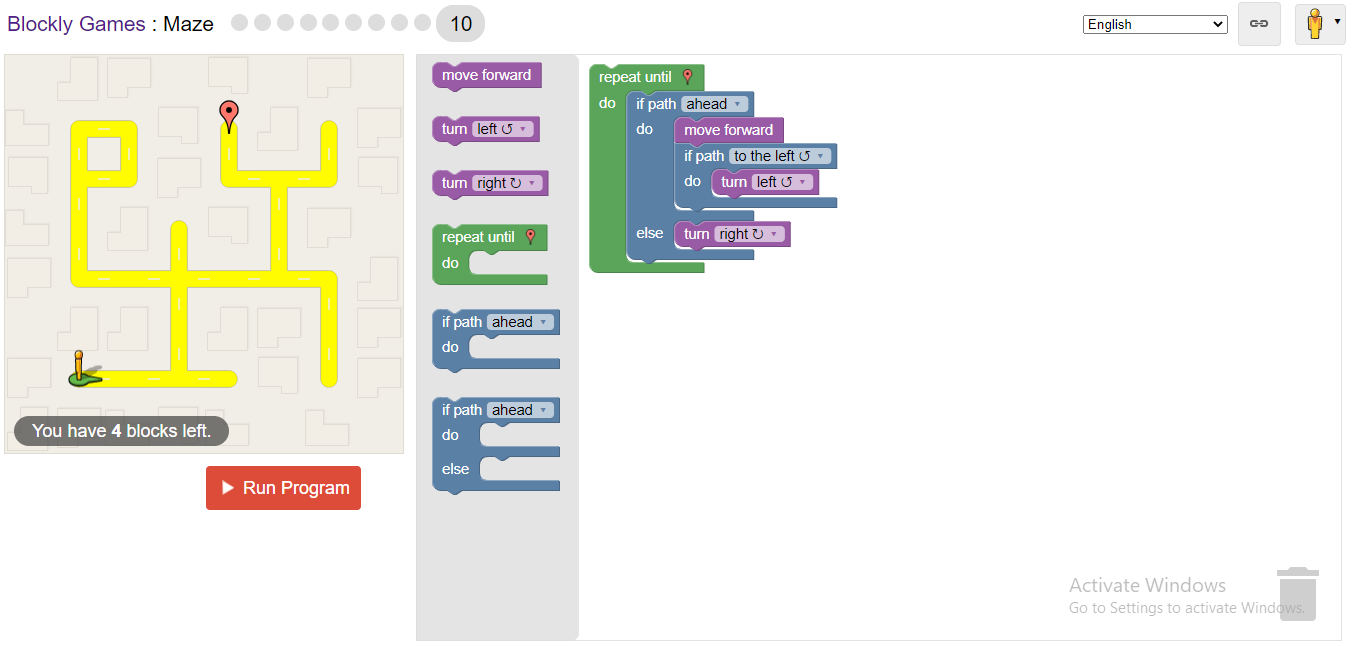 Blockly Games : Maze 10 English
move forward
turn left ↺ ▾
turn right ↻ ▾
repeat until
do
if path ahead ▾
do
if path ahead ▾
do
else
repeat until
do if path ahead ▾
do move forward
if path to the left ↺ ▾
do turn left ↺ ▾
else turn right ↻ ▾
You have 4 blocks left.
Run Program
Activate Windows
Go to Settings to activate Windows.